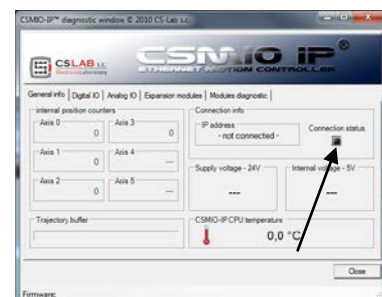 CSMIO-IP™ diagnostic window © 2010 CS-Lab s.c.
CSLAB s.c.
ElectronicLaboratory
CSMIO IP®
ETHERNET MOTION CONTROLLER
General info Digital IO Analog IO Expansion modules Modules diagnostic
Internal position counters
Axis 0
0
Axis 3
0
Axis 1
0
Axis 4
---
Axis 2
0
Axis 5
---
Trajectory buffer
Connection info
IP address
- not connected -
Connection status
Supply voltage - 24V
---
Internal voltage - 5V
---
CSMIO-IP CPU temperature
0,0 °C
Close
Firmware: